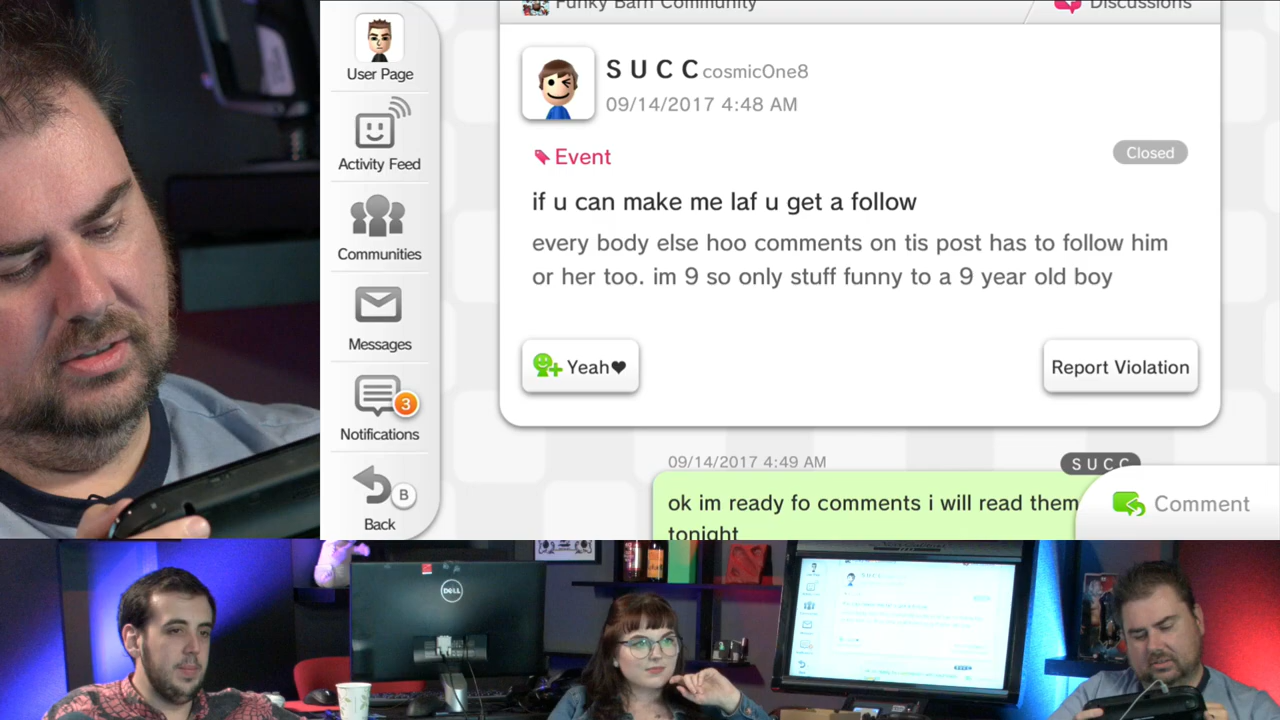 Funky Barn Community
Discussions
User Page
S U C C cosmicOne8
09/14/2017 4:48 AM
Activity Feed
Event
Closed
if u can make me laf u get a follow
Communities
every body else hoo comments on tis post has to follow him
or her too. im 9 so only stuff funny to a 9 year old boy
Messages
Yeah♥
Report Violation
3
Notifications
09/14/2017 4:49 AM
S U C C
B
Back
ok im ready fo comments i will read them
tonight
Comment
DELL